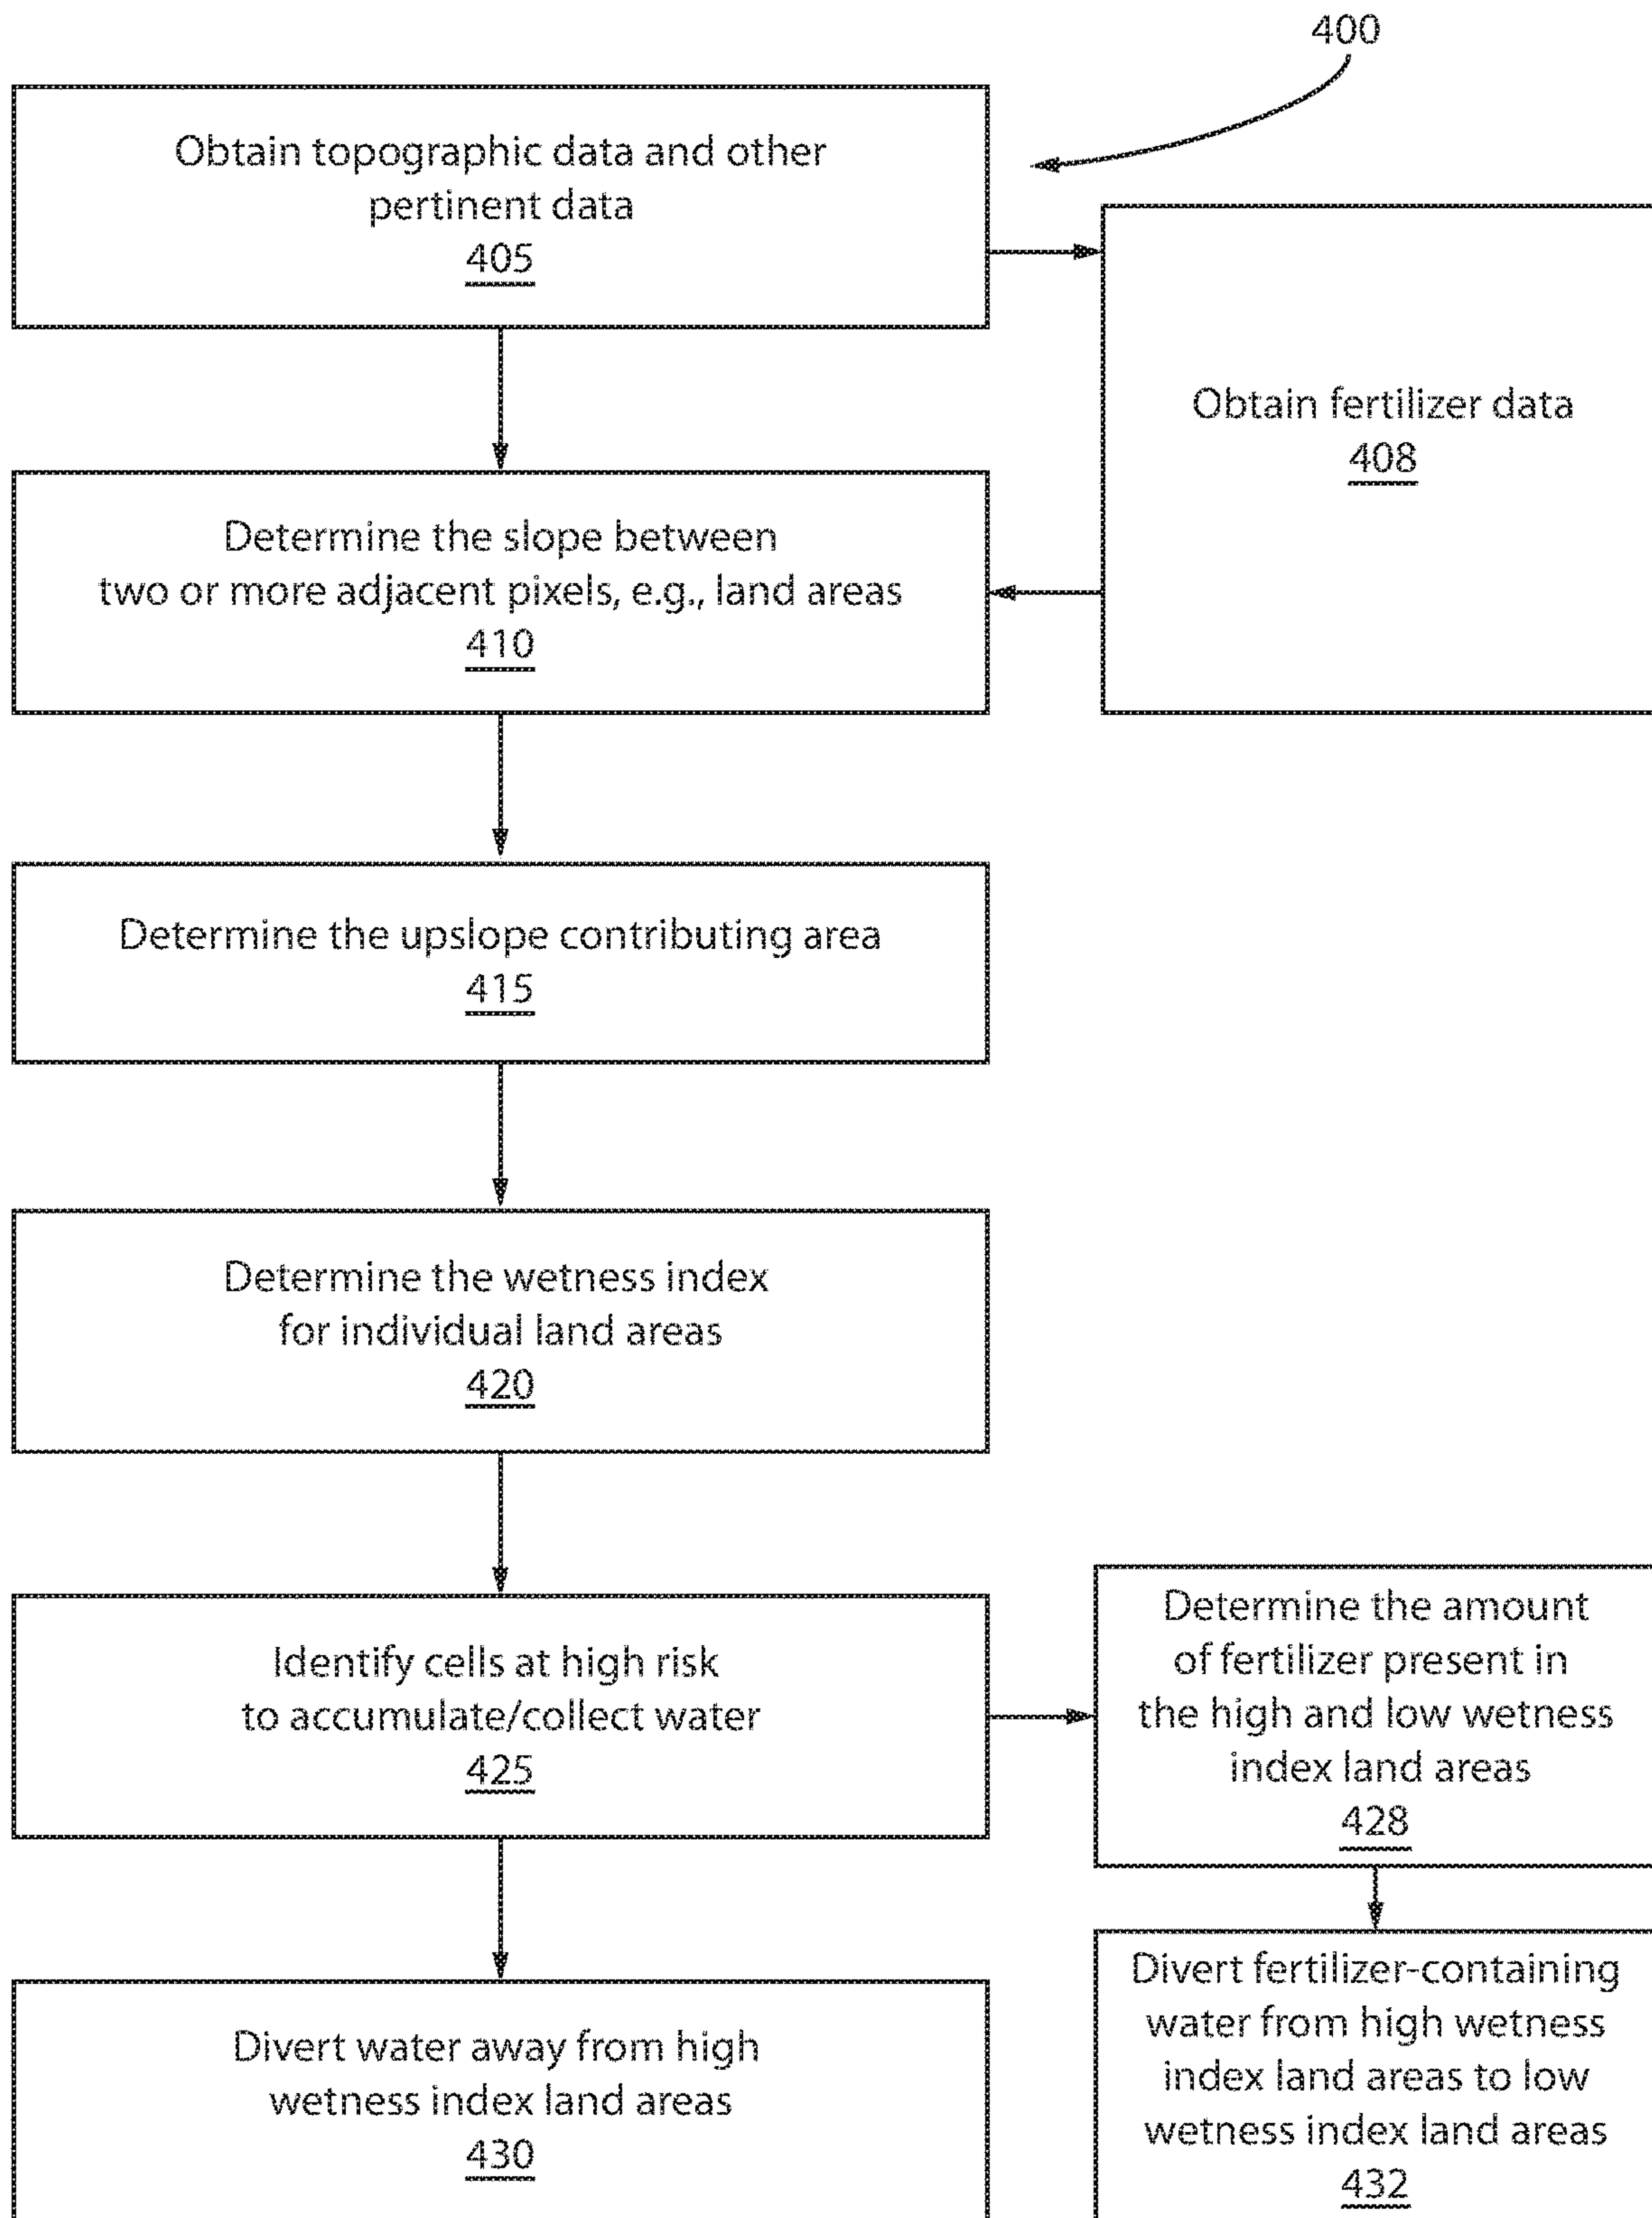 400
Obtain topographic data and other
pertinent data
405
Obtain fertilizer data
408
Determine the slope between
two or more adjacent pixels, e.g., land areas
410
Determine the upslope contributing area
415
Determine the wetness index
for individual land areas
420
Identify cells at high risk
to accumulate/collect water
425
Determine the amount
of fertilizer present in
the high and low wetness
index land areas
428
Divert water away from high
wetness index land areas
430
Divert fertilizer-containing
water from high wetness
index land areas to low
wetness index land areas
432